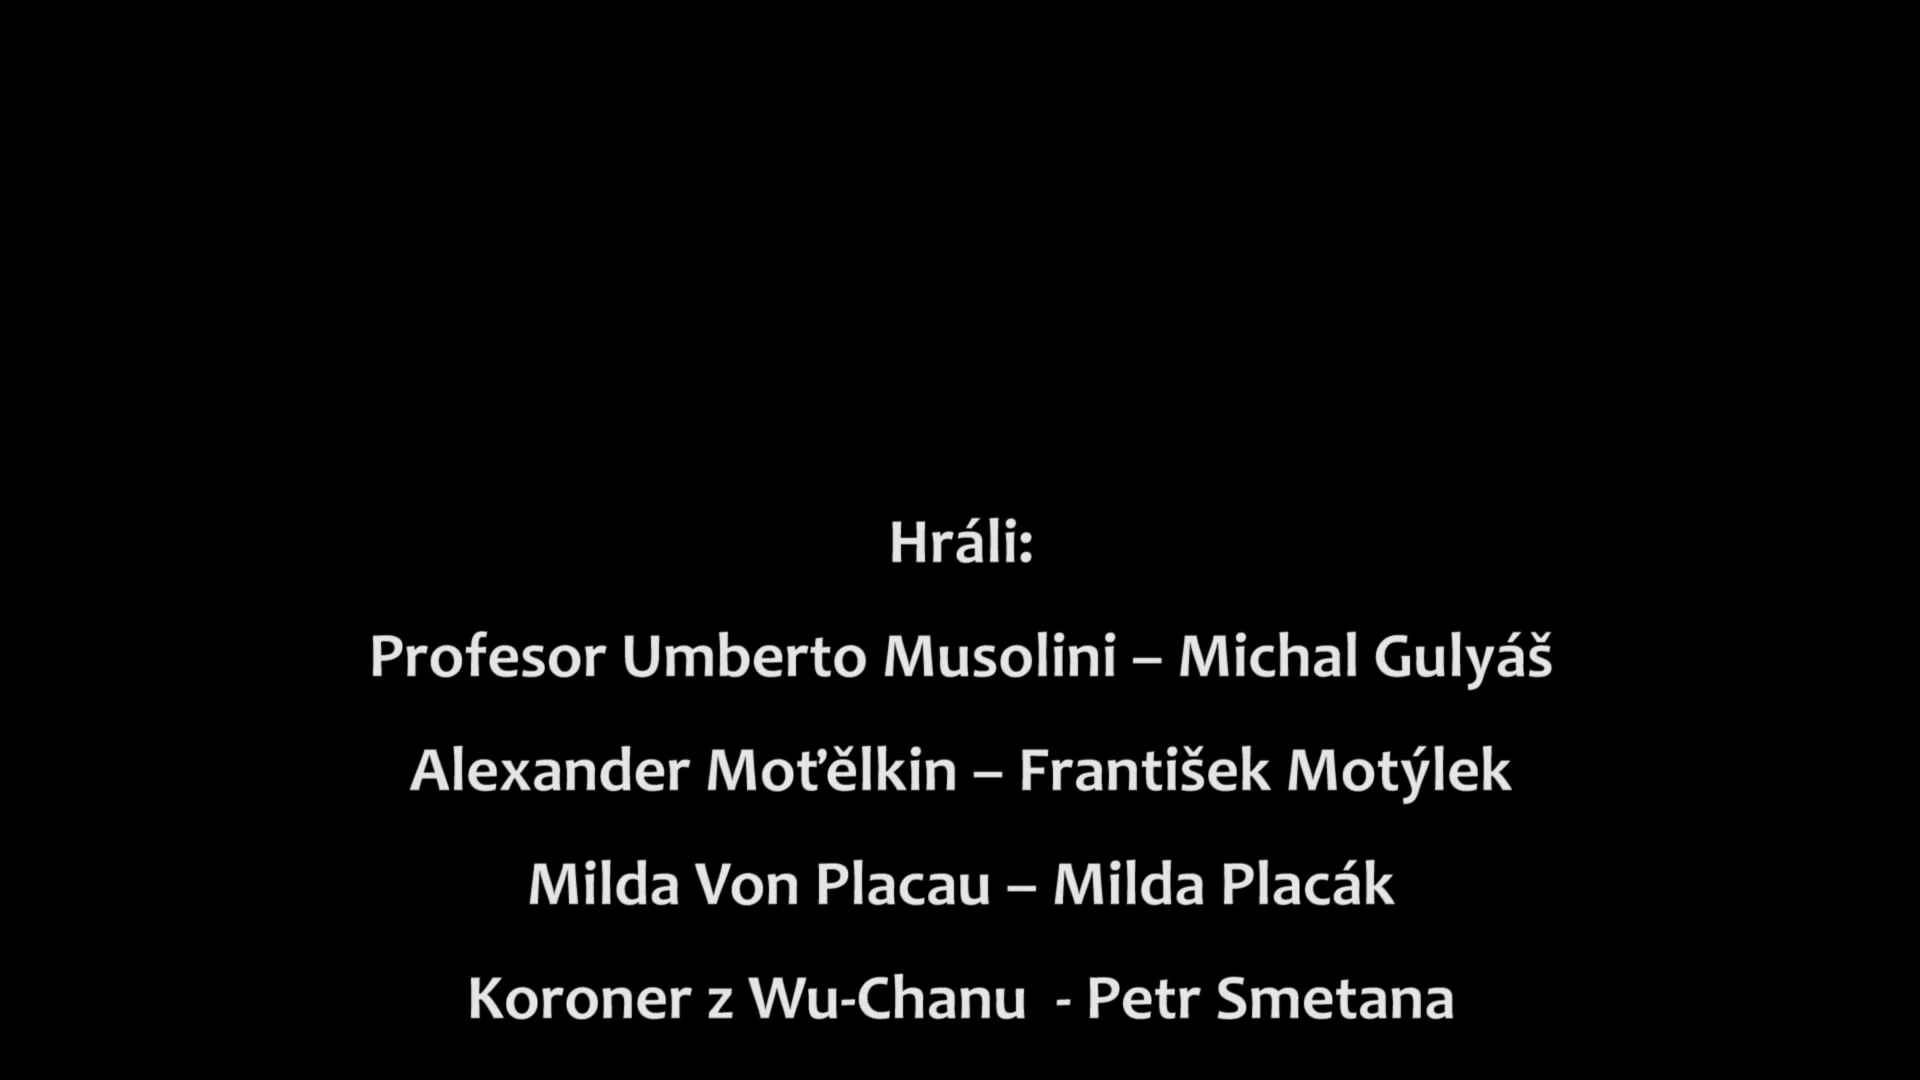 Hráli:
Profesor Umberto Musolini – Michal Gulyáš
Alexander Moťělkin – František Motýlek
Milda Von Placau – Milda Placák
Koroner z Wu-Chanu  - Petr Smetana